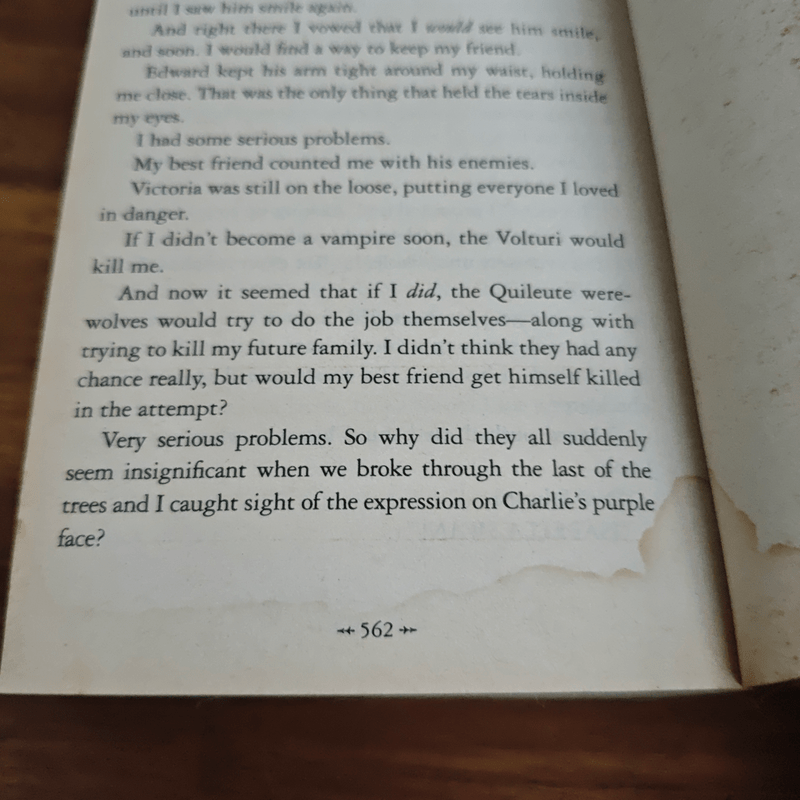 until I saw him smile again.
And right there I vowed that I would see him smile,
and soon. I would find a way to keep my friend.
Edward kept his arm tight around my waist, holding
me close. That was the only thing that held the tears inside
my eyes.
I had some serious problems.
My best friend counted me with his enemies.
Victoria was still on the loose, putting everyone I loved
in danger.
If I didn't become a vampire soon, the Volturi would
kill me.
And now it seemed that if I did, the Quileute were-
wolves would try to do the job themselves—along with
trying to kill my future family. I didn't think they had any
chance really, but would my best friend get himself killed
in the attempt?
Very serious problems. So why did they all suddenly
seem insignificant when we broke through the last of the
trees and I caught sight of the expression on Charlie's purple
face?
562